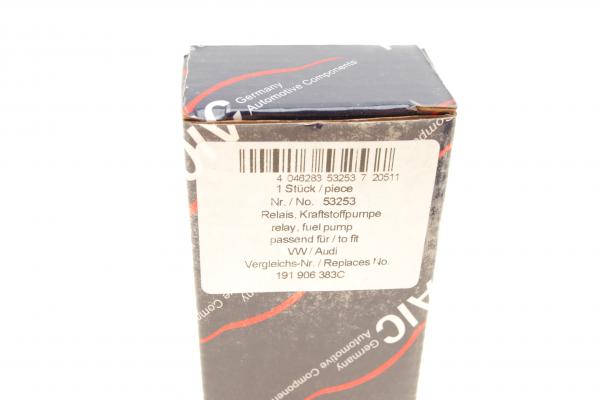 AIC
Germany
Automotive Components
4 046283 53253 7 20511
1 Stück / piece
Nr. / No. 53253
Relais, Kraftstoffpumpe
relay, fuel pump
passend für / to fit
VW / Audi
Vergleichs-Nr. / Replaces No.
191 906 383C
AIC
Germany
Automotive Components